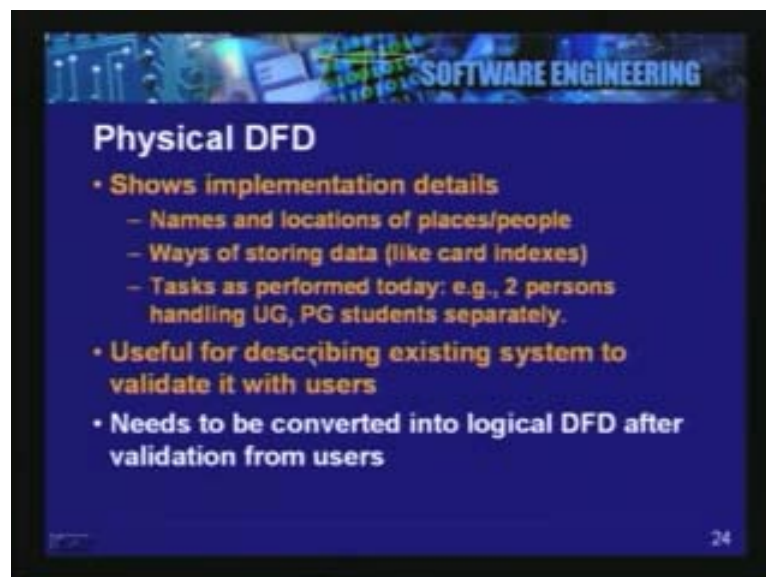 SOFTWARE ENGINEERING
Physical DFD
• Shows implementation details
– Names and locations of places/people
– Ways of storing data (like card indexes)
– Tasks as performed today: e.g., 2 persons
handling UG, PG students separately.
• Useful for describing existing system to
validate it with users
• Needs to be converted into logical DFD after
validation from users
24